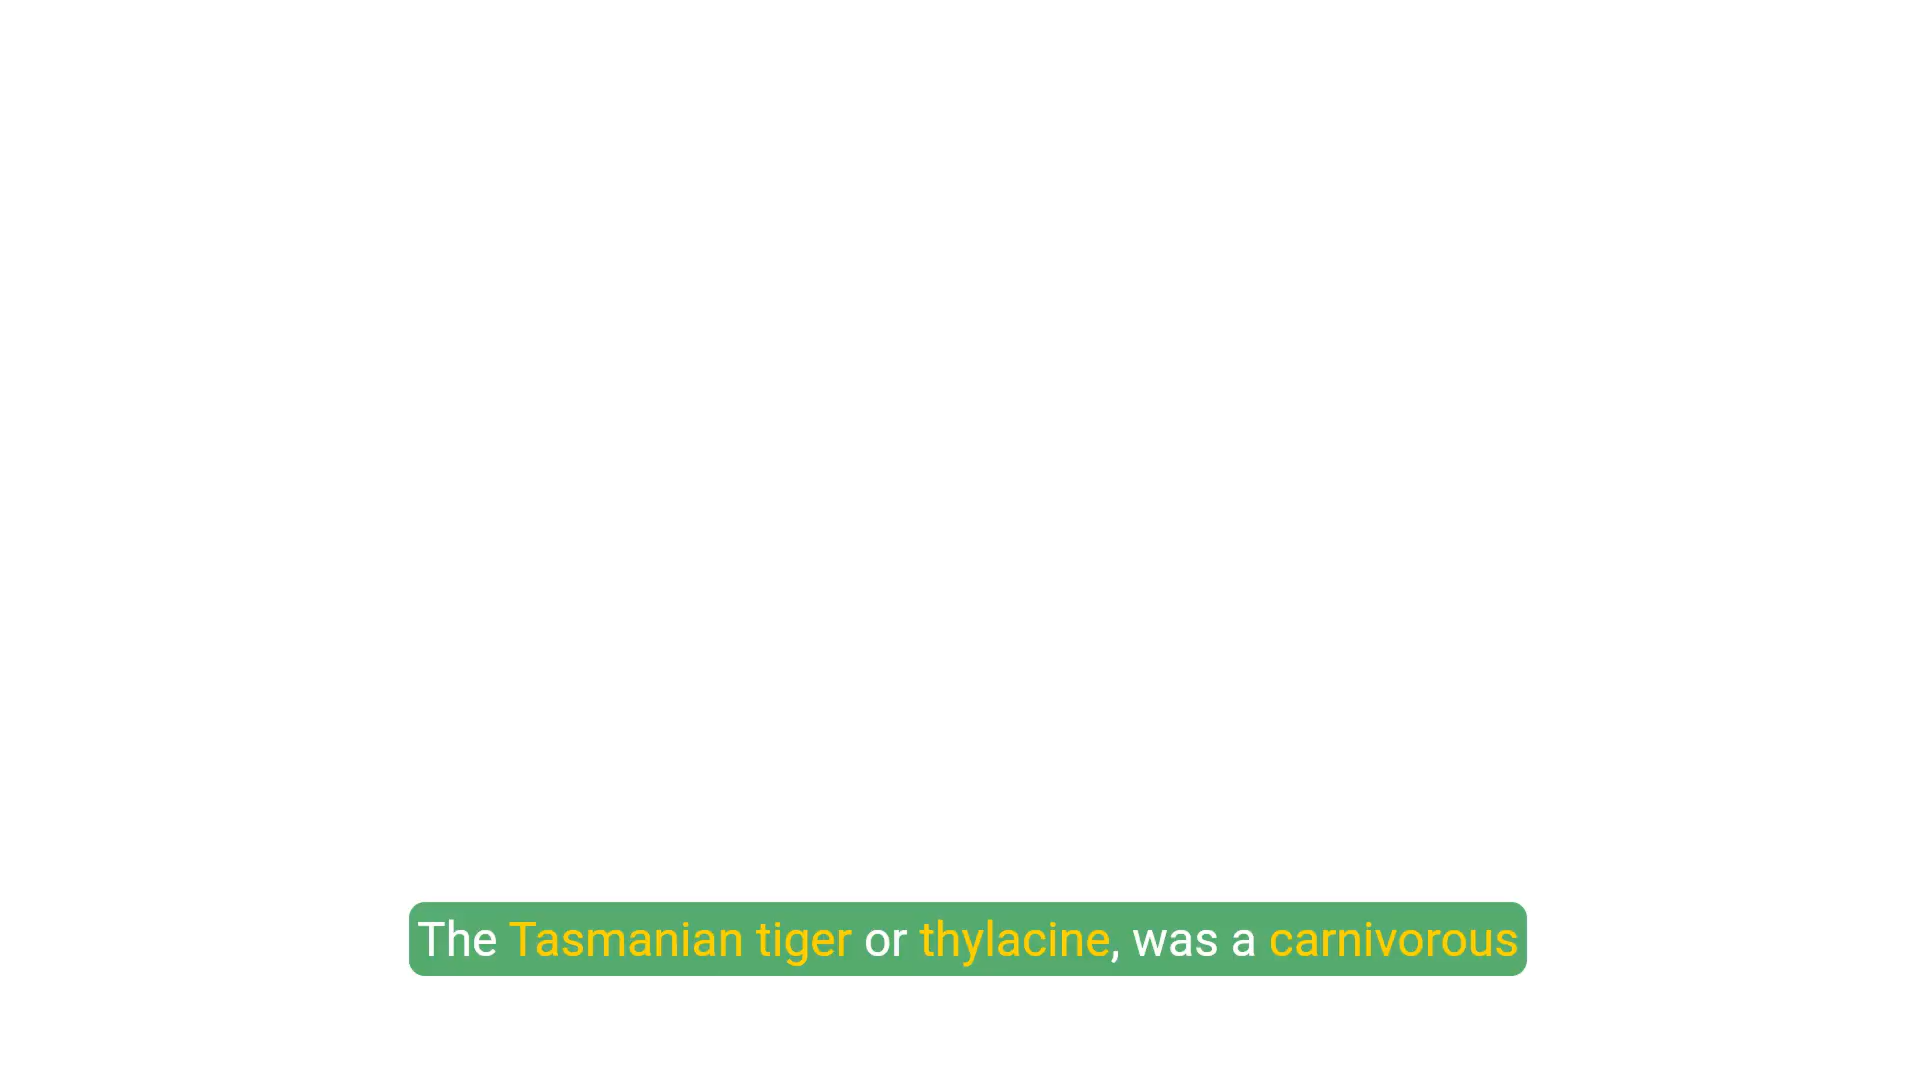 The Tasmanian tiger or thylacine, was a carnivorous